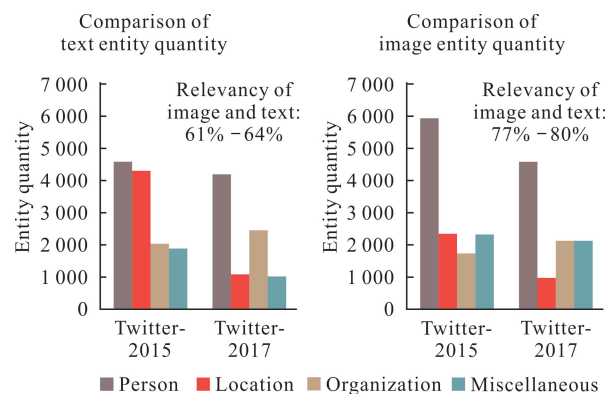 Comparison of
text entity quantity
7 000
6 000
5 000
4 000
3 000
2 000
1 000
0
Entity quantity
Relevancy of
image and text:
61% −64%
Twitter-
2015
Twitter-
2017
Comparison of
image entity quantity
7 000
6 000
5 000
4 000
3 000
2 000
1 000
0
Entity quantity
Relevancy of
image and text:
77% −80%
Twitter-
2015
Twitter-
2017
Person Location Organization Miscellaneous